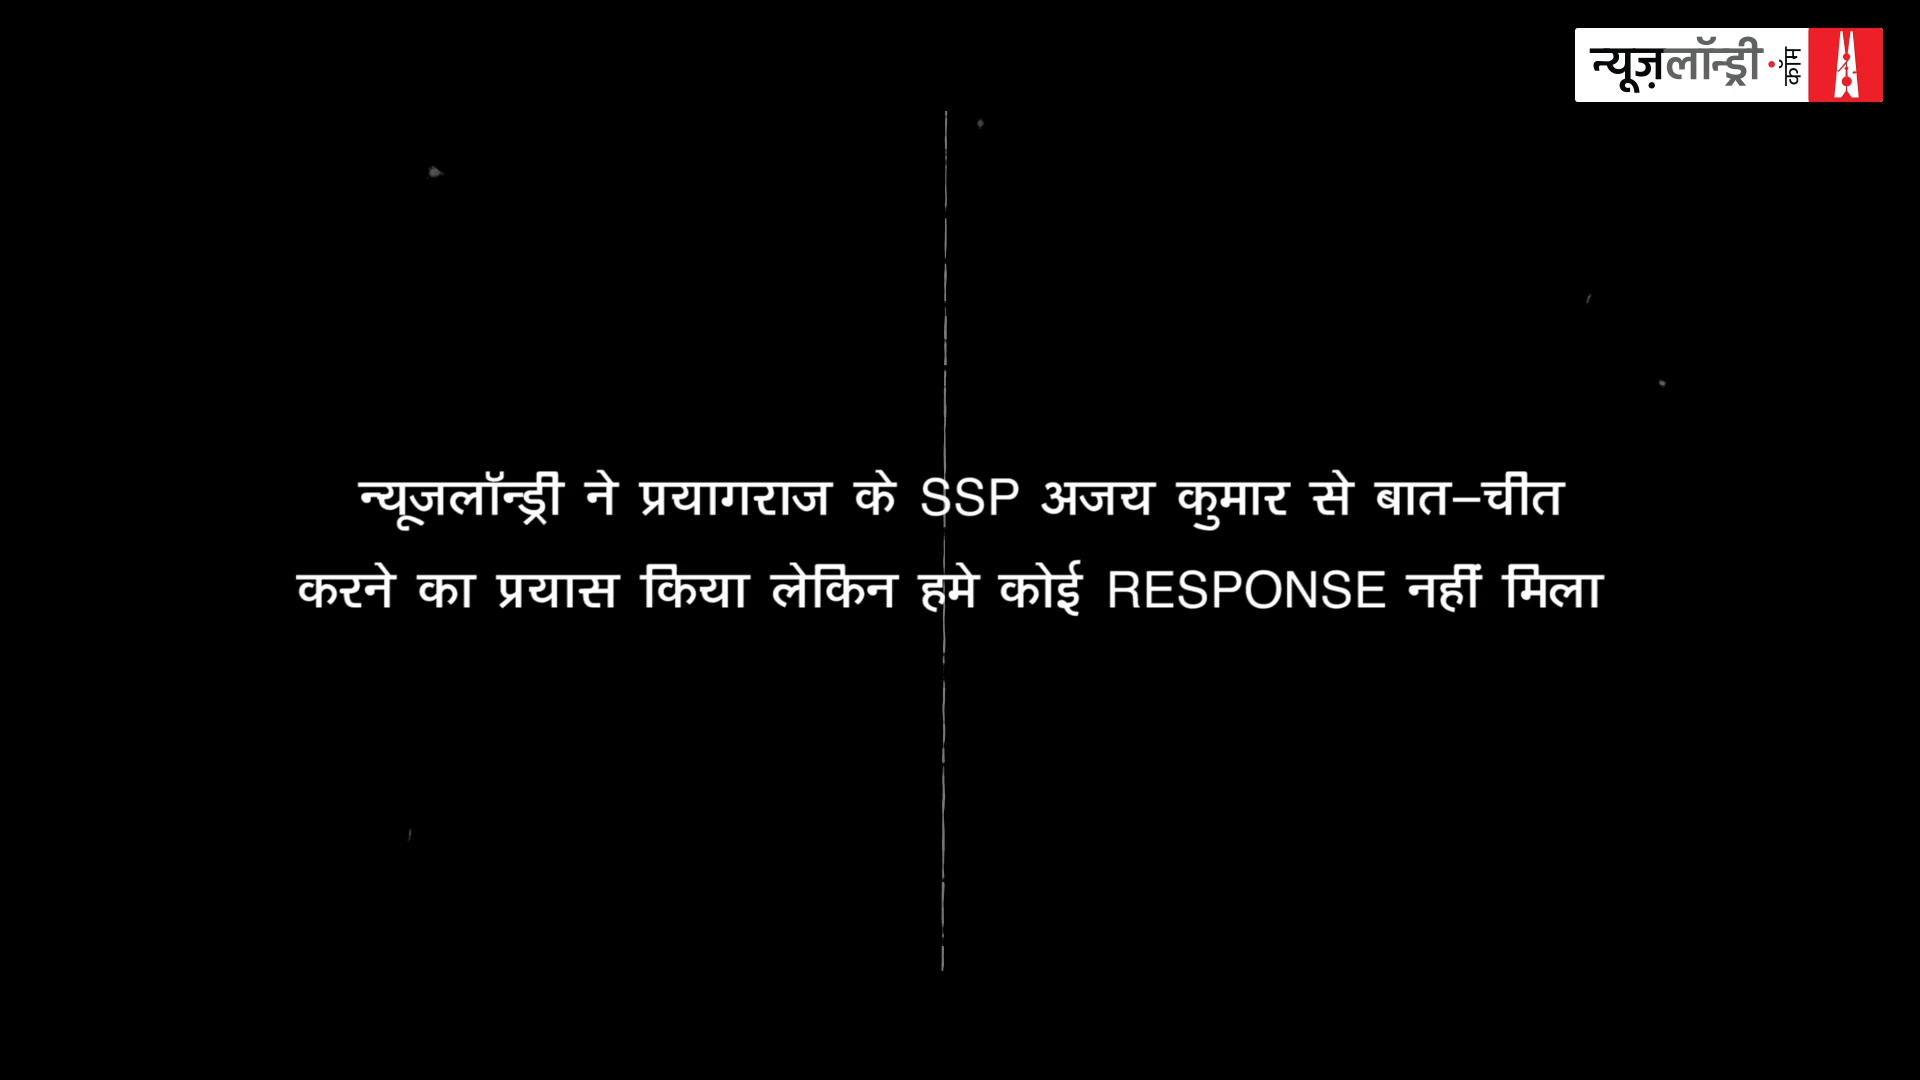 न्यूज़लॉन्ड्री.कॉम
न्यूजलॉन्ड्री ने प्रयागराज के SSP अजय कुमार से बात–चीत
करने का प्रयास किया लेकिन हमे कोई RESPONSE नहीं मिला